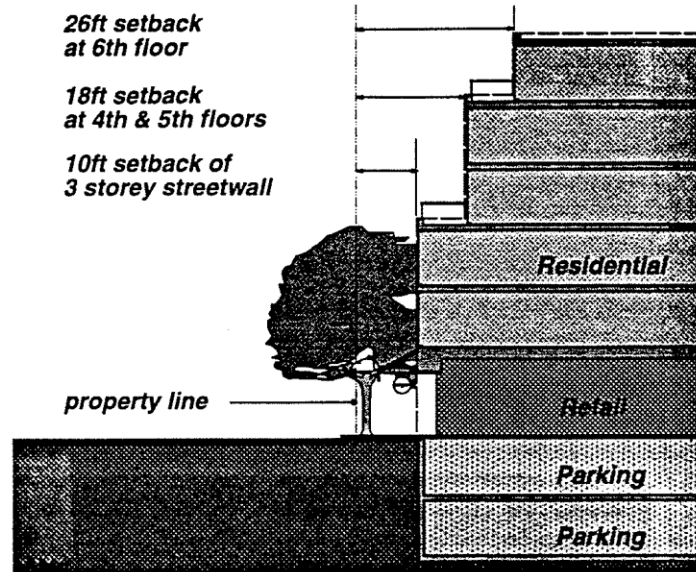 26ft setback
at 6th floor
18ft setback
at 4th & 5th floors
10ft setback of
3 storey streetwall
Residential
property line
Retail
Parking
Parking